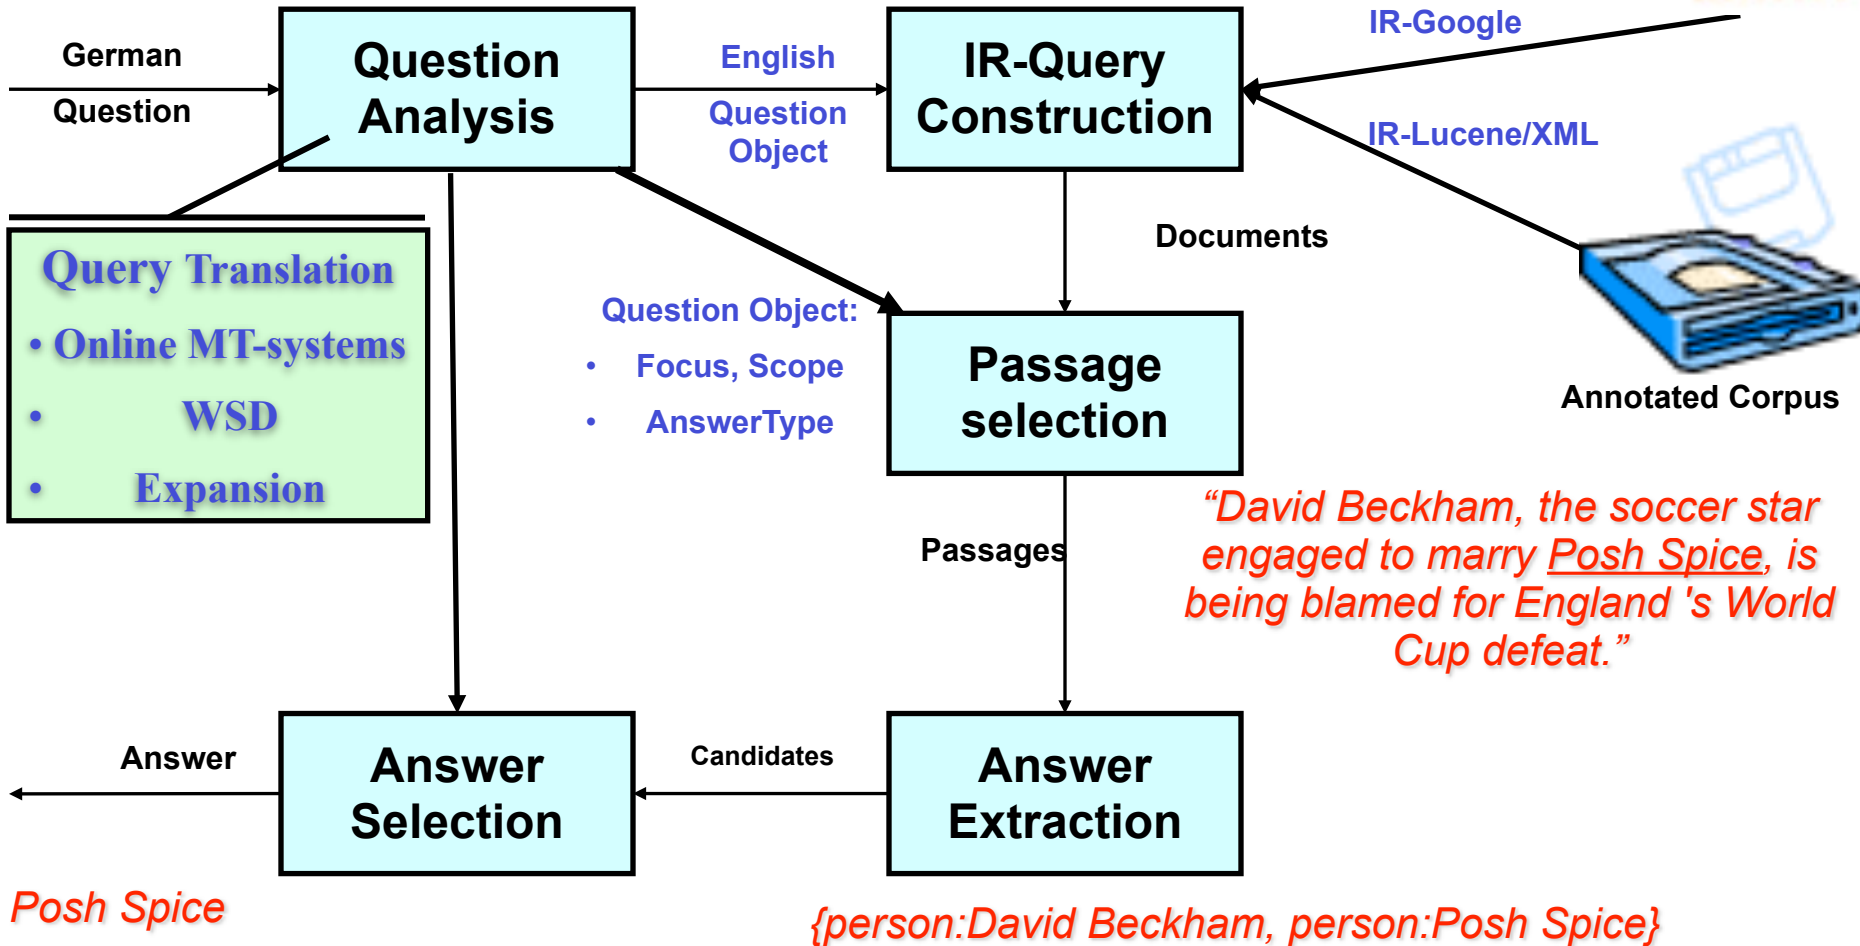 German
Question
Question
Analysis
English
Question
Object
IR-Query
Construction
IR-Google
IR-Lucene/XML
Documents
Annotated Corpus
Query Translation
• Online MT-systems
• WSD
• Expansion
Question Object:
• Focus, Scope
• AnswerType
Passage
selection
“David Beckham, the soccer star
engaged to marry Posh Spice, is
being blamed for England 's World
Cup defeat.”
Passages
Answer
Answer
Selection
Candidates
Answer
Extraction
Posh Spice
{person:David Beckham, person:Posh Spice}